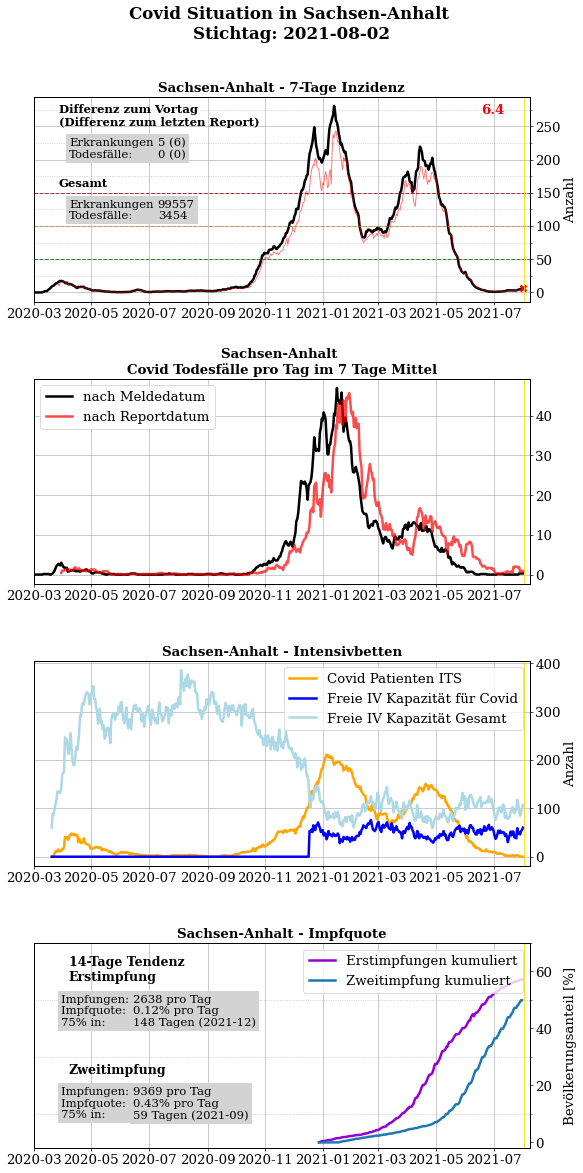 Covid Situation in Sachsen-Anhalt
Stichtag: 2021-08-02
Sachsen-Anhalt - 7-Tage Inzidenz
Differenz zum Vortag
(Differenz zum letzten Report)
Erkrankungen 5 (6)
Todesfälle: 0 (0)
Gesamt
Erkrankungen 99557
Todesfälle: 3454
6.4
250
200
150
100
50
0
Anzahl
2020-03 2020-05 2020-07 2020-09 2020-11 2021-01 2021-03 2021-05 2021-07
Sachsen-Anhalt
Covid Todesfälle pro Tag im 7 Tage Mittel
nach Meldedatum
nach Reportdatum
40
30
20
10
0
2020-03 2020-05 2020-07 2020-09 2020-11 2021-01 2021-03 2021-05 2021-07
Sachsen-Anhalt - Intensivbetten
Covid Patienten ITS
Freie IV Kapazität für Covid
Freie IV Kapazität Gesamt
400
300
200
100
0
Anzahl
2020-03 2020-05 2020-07 2020-09 2020-11 2021-01 2021-03 2021-05 2021-07
Sachsen-Anhalt - Impfquote
14-Tage Tendenz
Erstimpfung
Impfungen: 2638 pro Tag
Impfquote: 0.12% pro Tag
75% in: 148 Tagen (2021-12)
Zweitimpfung
Impfungen: 9369 pro Tag
Impfquote: 0.43% pro Tag
75% in: 59 Tagen (2021-09)
Erstimpfungen kumuliert
Zweitimpfung kumuliert
60
40
20
0
Bevölkerungsanteil [%]
2020-03 2020-05 2020-07 2020-09 2020-11 2021-01 2021-03 2021-05 2021-07